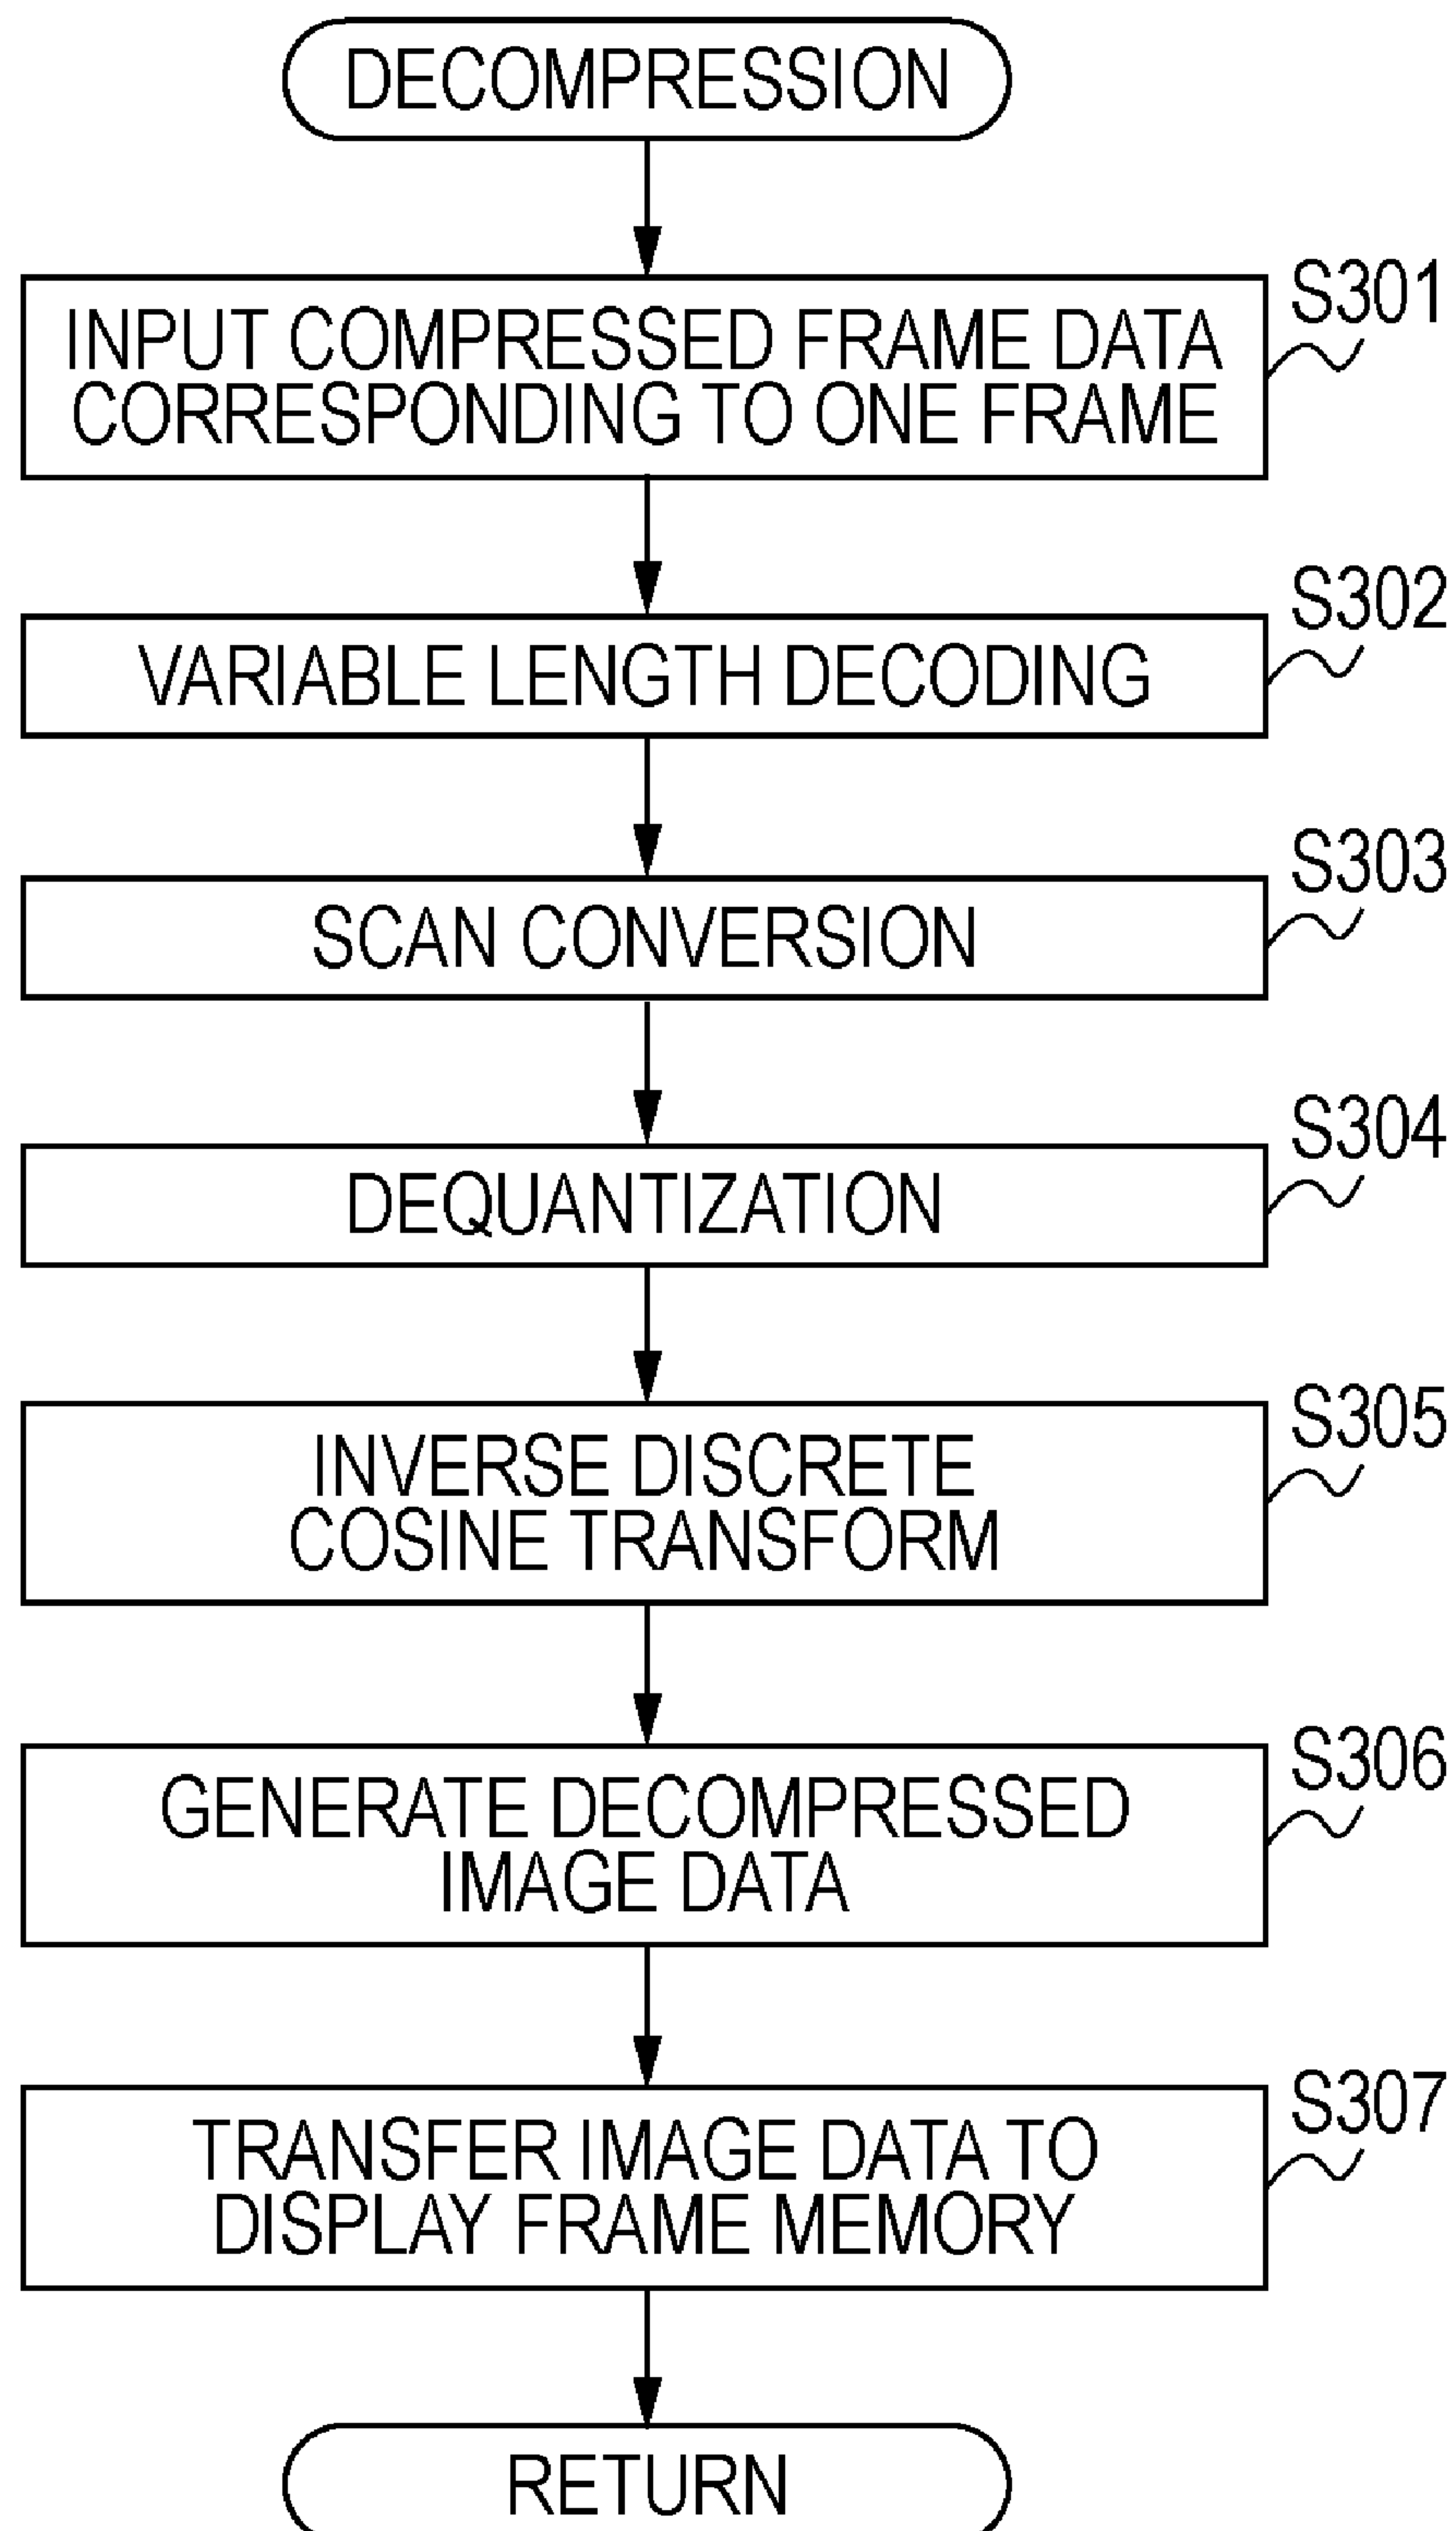 DECOMPRESSION
INPUT COMPRESSED FRAME DATA
CORRESPONDING TO ONE FRAME
S301
VARIABLE LENGTH DECODING
S302
SCAN CONVERSION
S303
DEQUANTIZATION
S304
INVERSE DISCRETE
COSINE TRANSFORM
S305
GENERATE DECOMPRESSED
IMAGE DATA
S306
TRANSFER IMAGE DATA TO
DISPLAY FRAME MEMORY
S307
RETURN